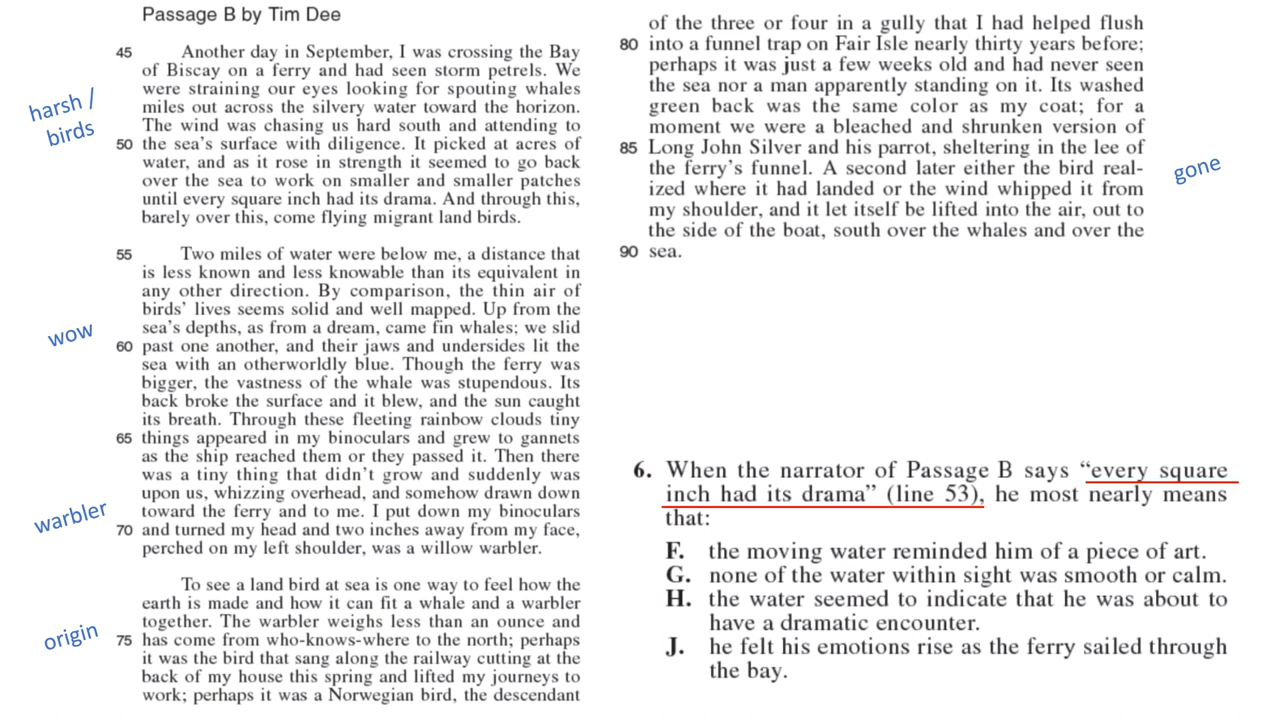 Passage B by Tim Dee
45 Another day in September, I was crossing the Bay
of Biscay on a ferry and had seen storm petrels. We
were straining our eyes looking for spouting whales
miles out across the silvery water toward the horizon.
The wind was chasing us hard south and attending to
50 the sea's surface with diligence. It picked at acres of
water, and as it rose in strength it seemed to go back
over the sea to work on smaller and smaller patches
until every square inch had its drama. And through this,
barely over this, come flying migrant land birds.
harsh /
birds
55 Two miles of water were below me, a distance that
is less known and less knowable than its equivalent in
any other direction. By comparison, the thin air of
birds' lives seems solid and well mapped. Up from the
sea's depths, as from a dream, came fin whales; we slid
60 past one another, and their jaws and undersides lit the
sea with an otherworldly blue. Though the ferry was
bigger, the vastness of the whale was stupendous. Its
back broke the surface and it blew, and the sun caught
its breath. Through these fleeting rainbow clouds tiny
65 things appeared in my binoculars and grew to gannets
as the ship reached them or they passed it. Then there
was a tiny thing that didn't grow and suddenly was
upon us, whizzing overhead, and somehow drawn down
toward the ferry and to me. I put down my binoculars
70 and turned my head and two inches away from my face,
perched on my left shoulder, was a willow warbler.
wow
warbler
To see a land bird at sea is one way to feel how the
earth is made and how it can fit a whale and a warbler
together. The warbler weighs less than an ounce and
75 has come from who-knows-where to the north; perhaps
it was the bird that sang along the railway cutting at the
back of my house this spring and lifted my journeys to
work; perhaps it was a Norwegian bird, the descendant
origin
of the three or four in a gully that I had helped flush
80 into a funnel trap on Fair Isle nearly thirty years before;
perhaps it was just a few weeks old and had never seen
the sea nor a man apparently standing on it. Its washed
green back was the same color as my coat; for a
moment we were a bleached and shrunken version of
85 Long John Silver and his parrot, sheltering in the lee of
the ferry's funnel. A second later either the bird real-
ized where it had landed or the wind whipped it from
my shoulder, and it let itself be lifted into the air, out to
the side of the boat, south over the whales and over the
90 sea.
gone
6. When the narrator of Passage B says "every square
inch had its drama" (line 53), he most nearly means
that:
F. the moving water reminded him of a piece of art.
G. none of the water within sight was smooth or calm.
H. the water seemed to indicate that he was about to
have a dramatic encounter.
J. he felt his emotions rise as the ferry sailed through
the bay.